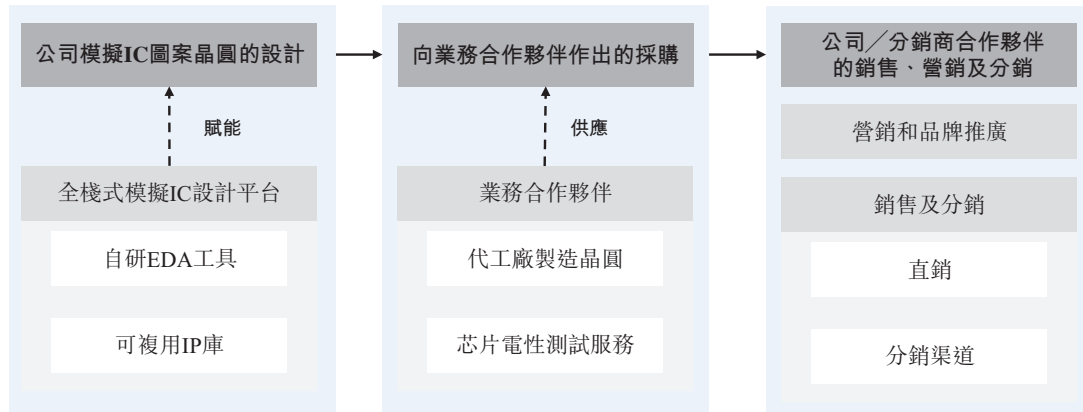 公司模擬IC圖案晶圓的設計
賦能
全棧式模擬IC設計平台
自研EDA工具
可複用IP庫
向業務合作夥伴作出的採購
供應
業務合作夥伴
代工廠製造晶圓
芯片電性測試服務
公司／分銷商合作夥伴
的銷售、營銷及分銷
營銷和品牌推廣
銷售及分銷
直銷
分銷渠道